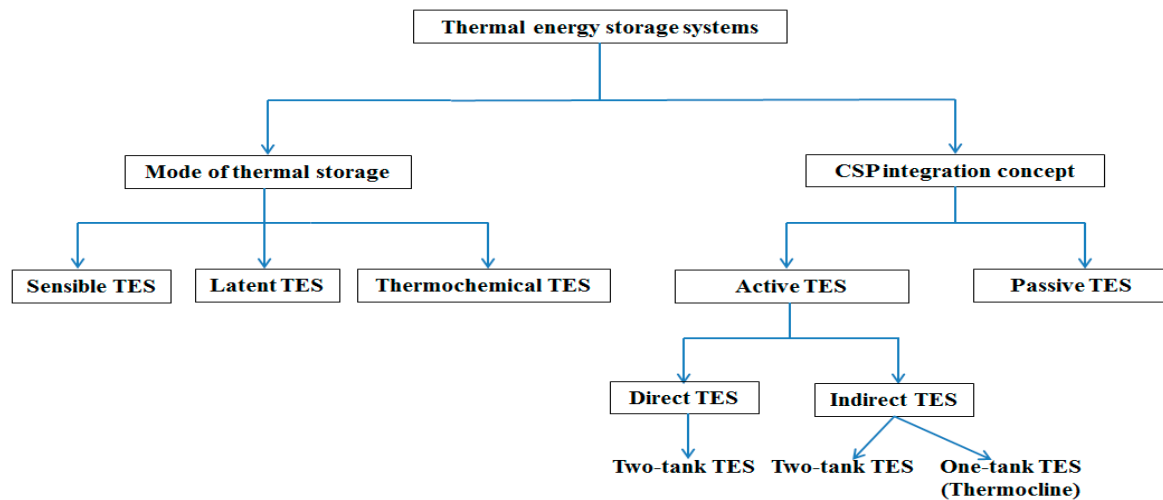 Thermal energy storage systems
Mode of thermal storage
CSP integration concept
Sensible TES
Latent TES
Thermochemical TES
Active TES
Passive TES
Direct TES
Indirect TES
Two-tank TES
Two-tank TES
One-tank TES
(Thermocline)